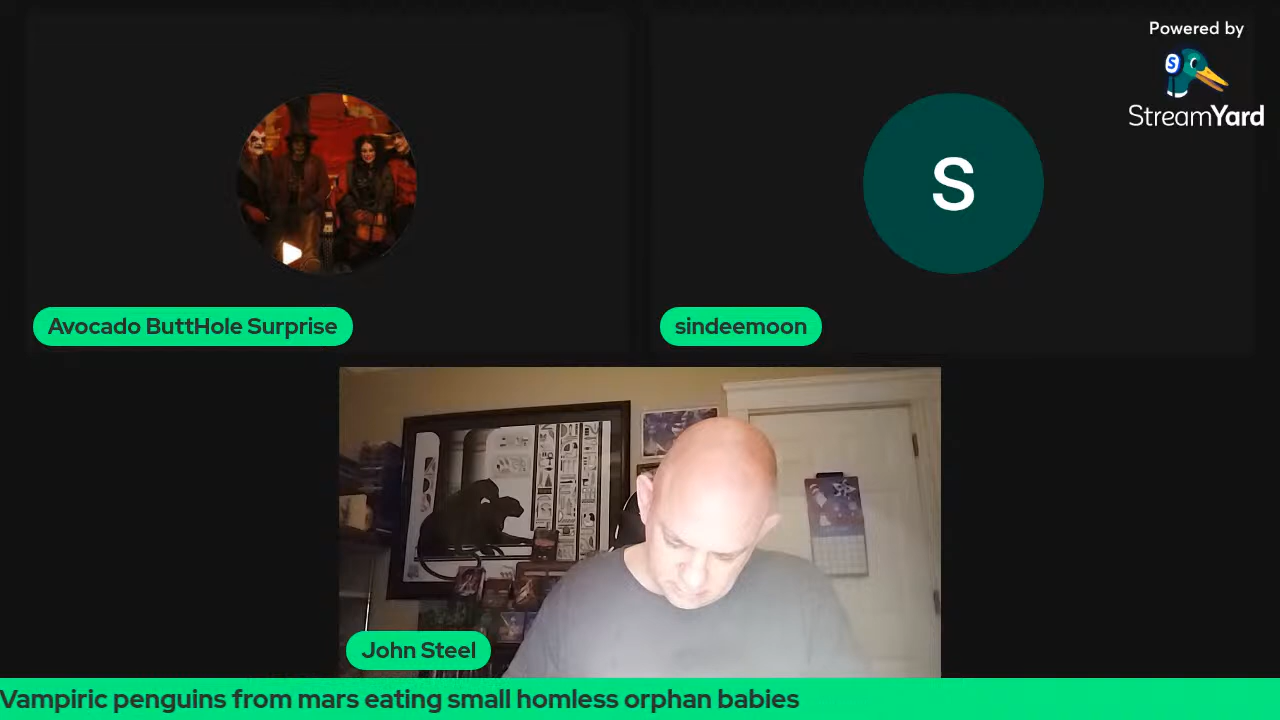 Powered by
StreamYard
S
Avocado ButtHole Surprise
sindeemoon
John Steel
Vampiric penguins from mars eating small homless orphan babies